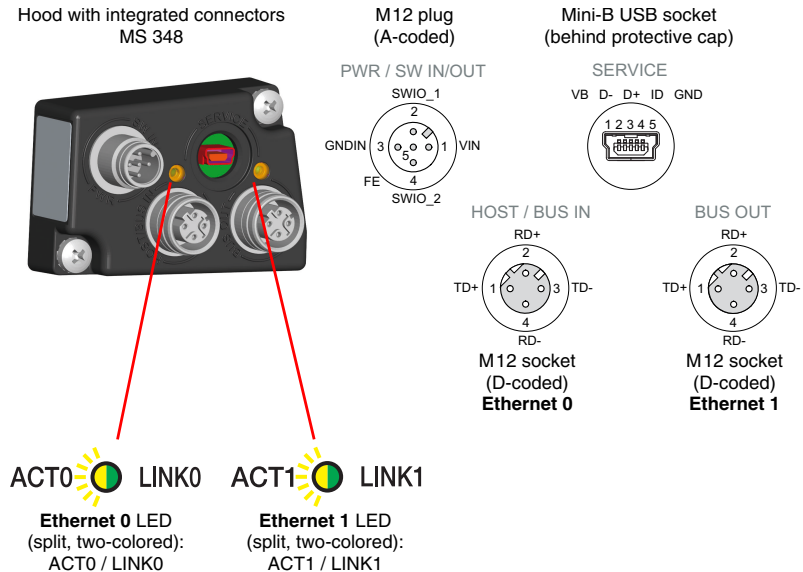 Hood with integrated connectors
MS 348
M12 plug
(A-coded)
Mini-B USB socket
(behind protective cap)
PWR / SW IN/OUT
SWIO_1
2
GNDIN 3 5 1 VIN
FE
4
SWIO_2
SERVICE
VB D- D+ ID GND
1 2 3 4 5
SERVICE
HOST / BUS IN
RD+
2
TD+ 1 3 TD-
4
RD-
M12 socket
(D-coded)
Ethernet 0
BUS OUT
RD+
2
TD+ 1 3 TD-
4
RD-
M12 socket
(D-coded)
Ethernet 1
ACT0 LINK0
Ethernet 0 LED
(split, two-colored):
ACT0 / LINK0
ACT1 LINK1
Ethernet 1 LED
(split, two-colored):
ACT1 / LINK1